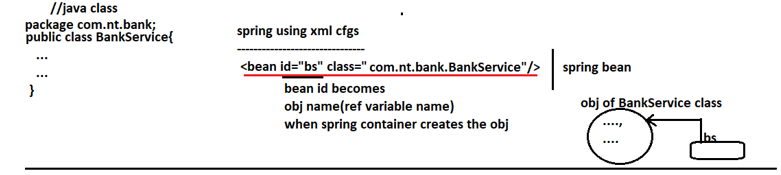 //java class
package com.nt.bank;
public class BankService{
...
...
}
spring using xml cfgs
------------------------------
<bean id="bs" class=" com.nt.bank.BankService"/>
bean id becomes
obj name(ref variable name)
when spring container creates the obj
spring bean
obj of BankService class
....,
....
bs